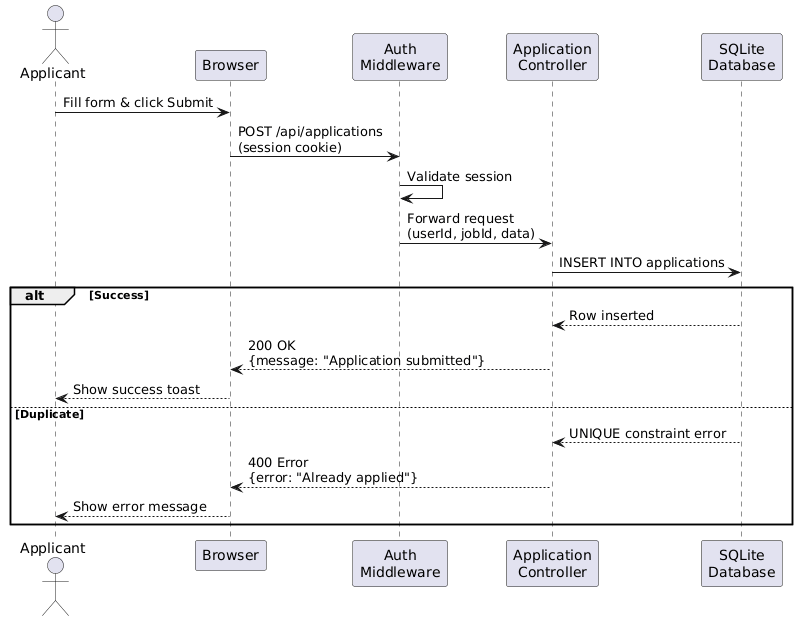 Applicant
Browser
Auth
Middleware
Application
Controller
SQLite
Database
Fill form & click Submit
POST /api/applications
(session cookie)
Validate session
Forward request
(userId, jobId, data)
INSERT INTO applications
alt [Success]
Row inserted
200 OK
{message: "Application submitted"}
Show success toast
[Duplicate]
UNIQUE constraint error
400 Error
{error: "Already applied"}
Show error message
Applicant
Browser
Auth
Middleware
Application
Controller
SQLite
Database